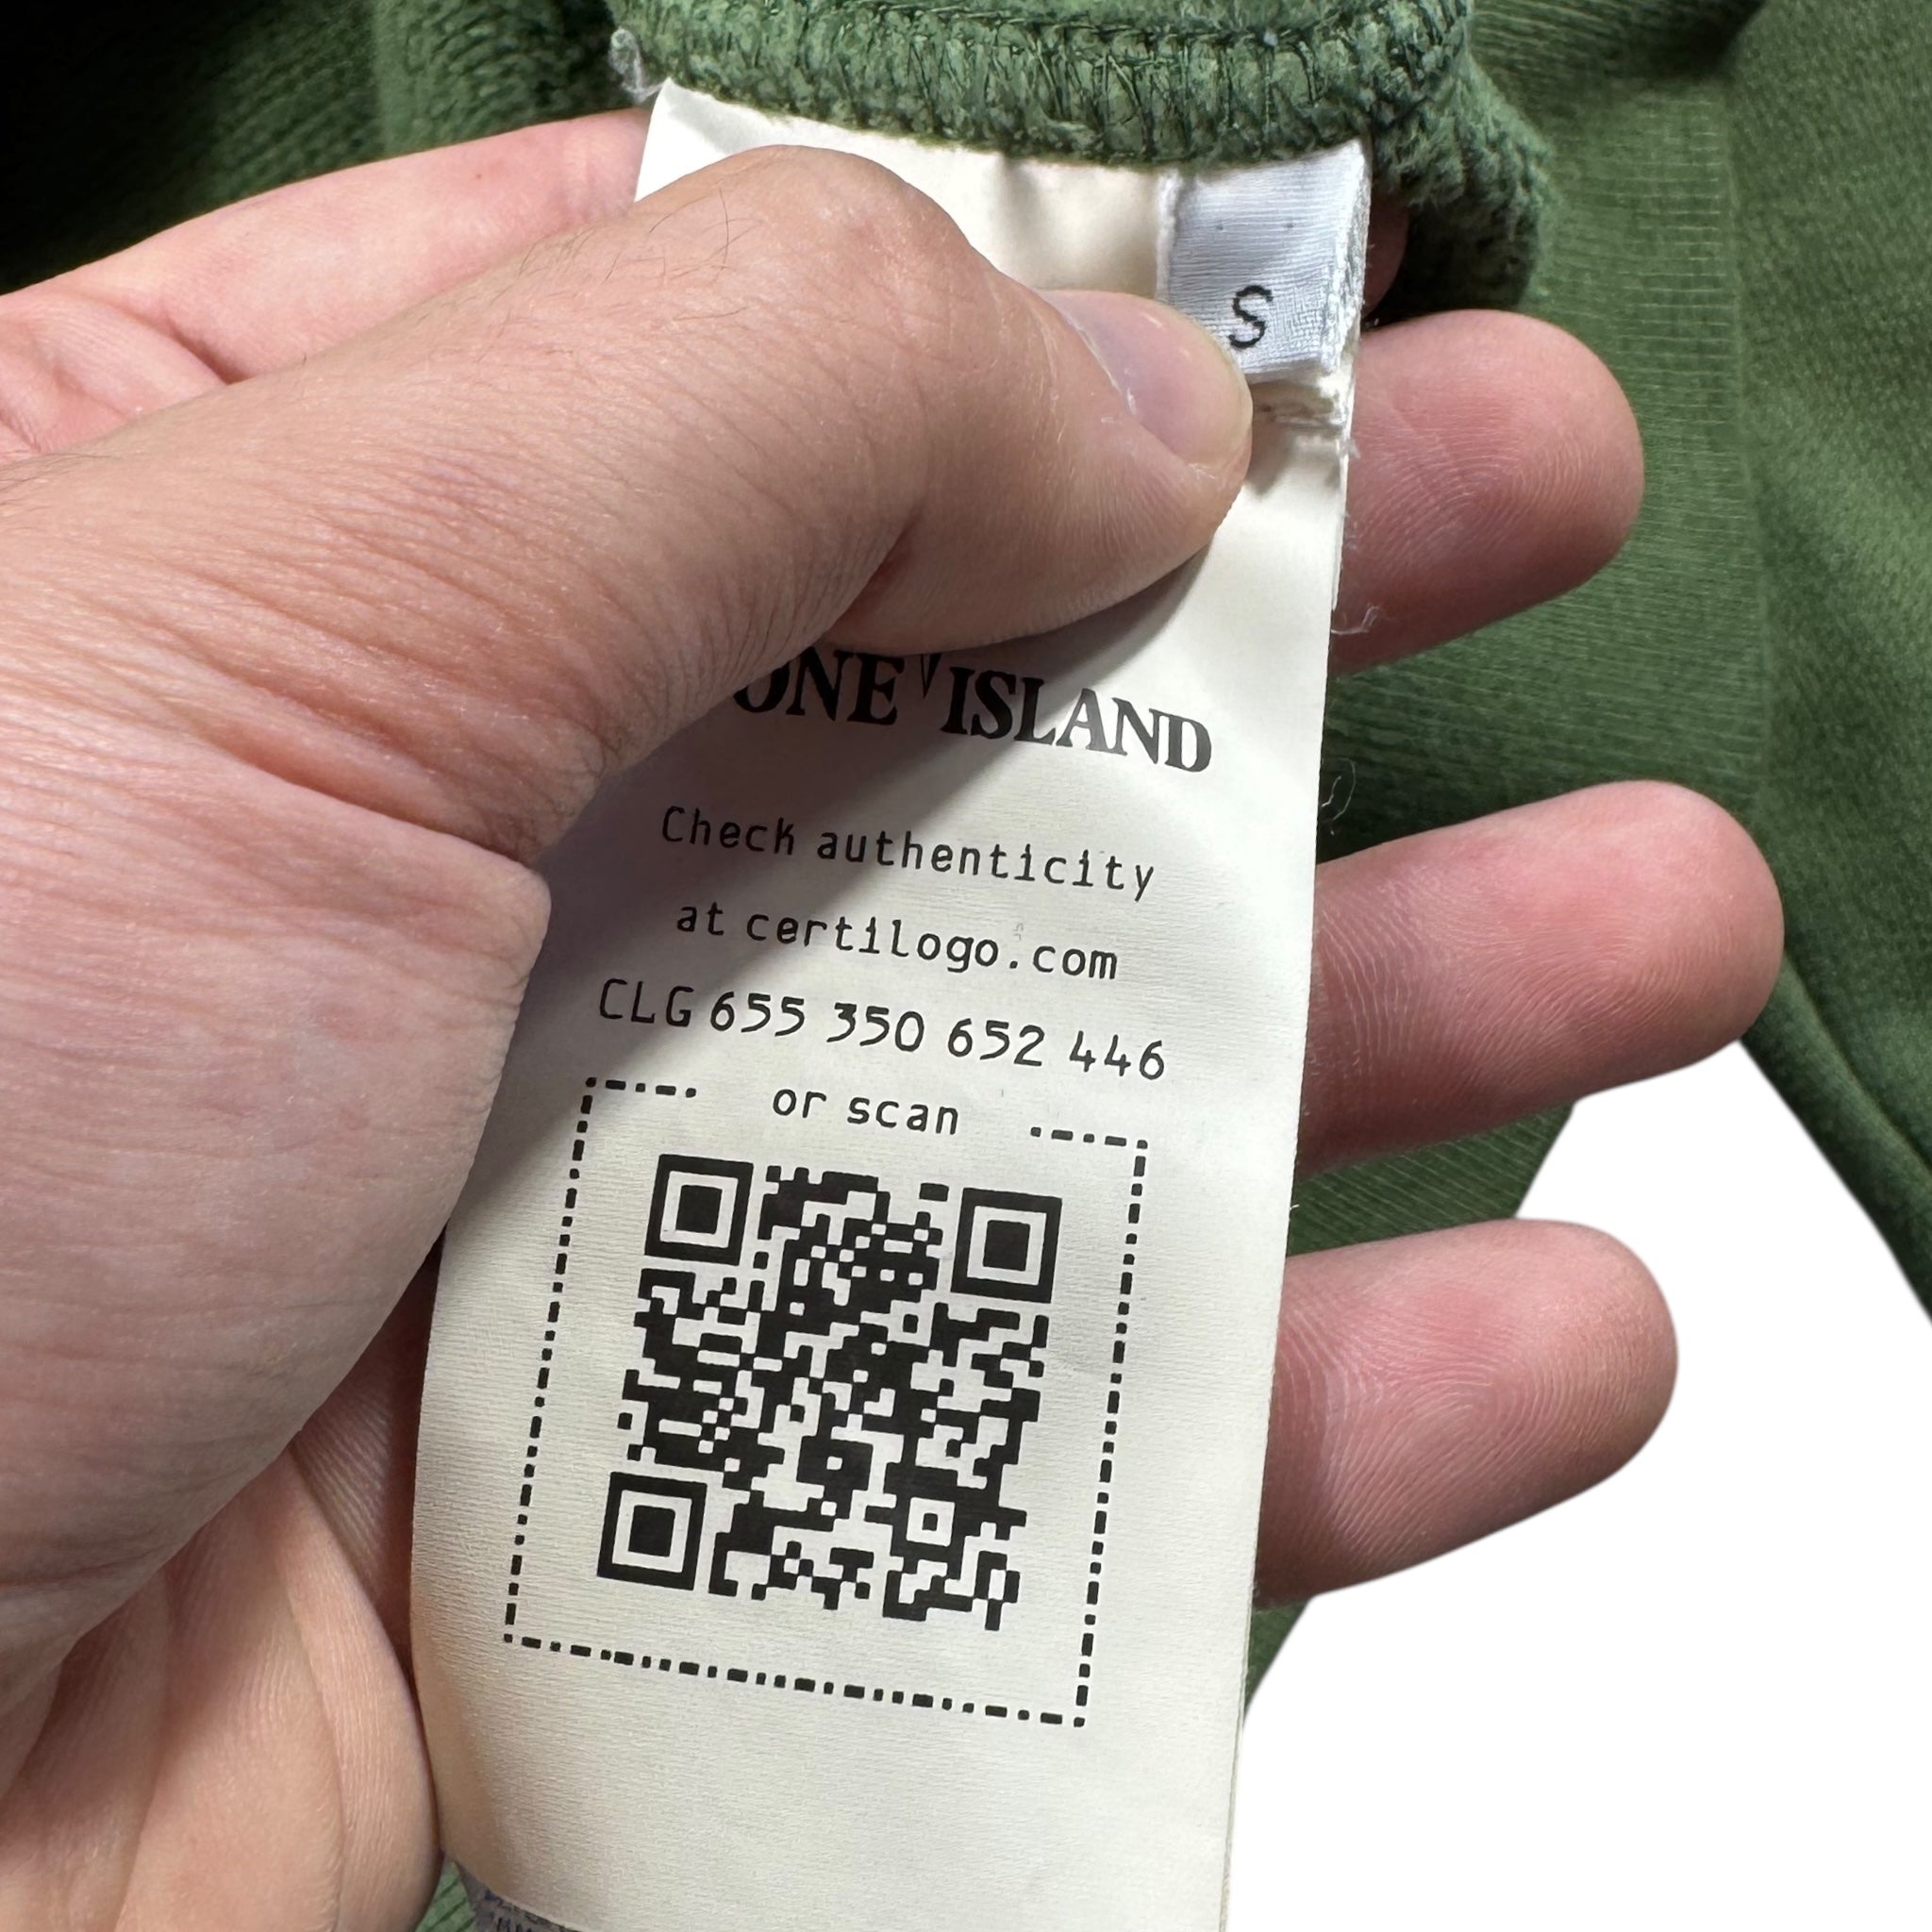 S
ONE ISLAND
Check authenticity
at certilogo.com
CLG 655 350 652 446
or scan